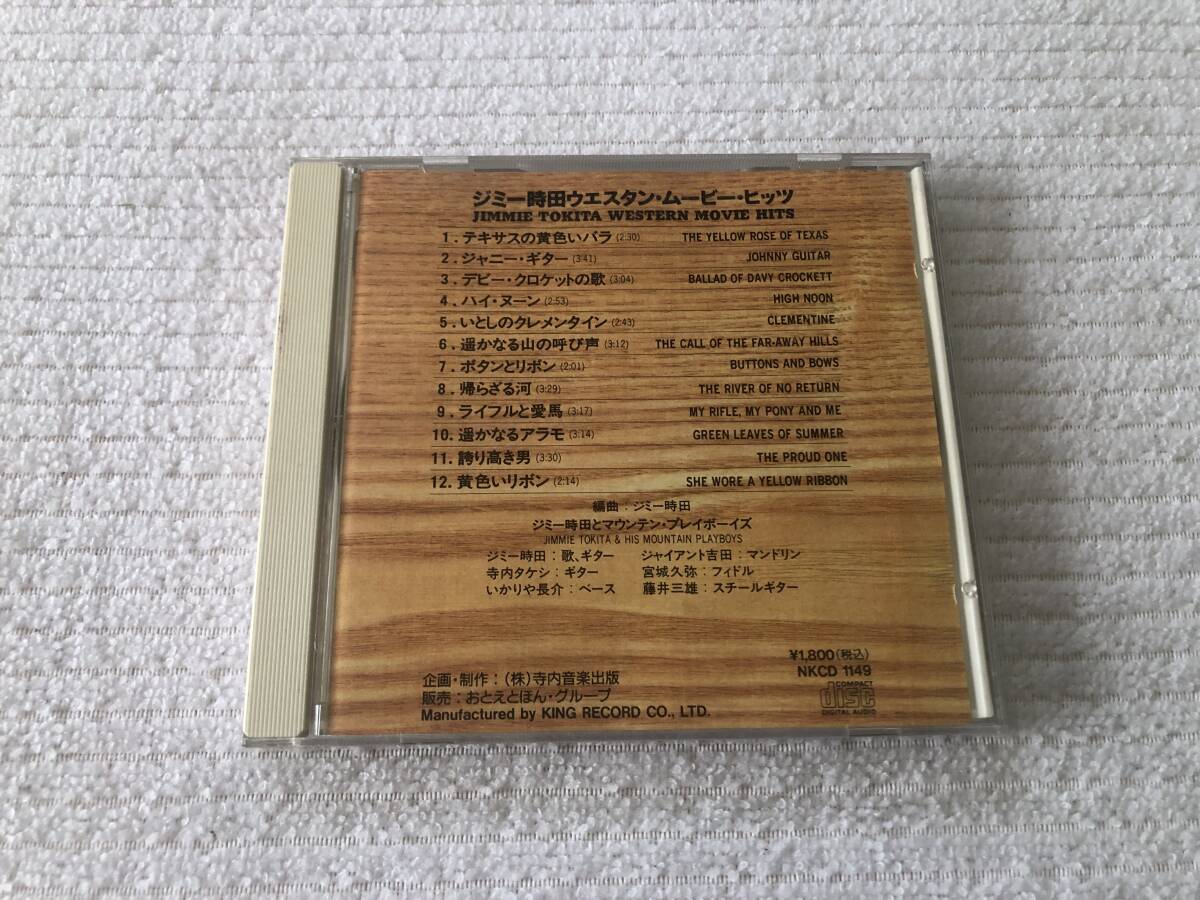 ジミー時田ウエスタン・ムービー・ヒッツ
JIMMIE TOKITA WESTERN MOVIE HITS
1. テキサスの黄色いバラ (2:30) THE YELLOW ROSE OF TEXAS
2. ジャニー・ギター (3:41) JOHNNY GUITAR
3. デビー・クロケットの歌 (3:04) BALLAD OF DAVY CROCKETT
4. ハイ・ヌーン (2:53) HIGH NOON
5. いとしのクレメンタイン (2:43) CLEMENTINE
6. 遥かなる山の呼び声 (3:12) THE CALL OF THE FAR-AWAY HILLS
7. ボタンとリボン (2:01) BUTTONS AND BOWS
8. 帰らざる河 (3:29) THE RIVER OF NO RETURN
9. ライフルと愛馬 (3:17) MY RIFLE, MY PONY AND ME
10. 遥かなるアラモ (3:14) GREEN LEAVES OF SUMMER
11. 誇り高き男 (3:30) THE PROUD ONE
12. 黄色いリボン (2:14) SHE WORE A YELLOW RIBBON
編曲：ジミー時田
ジミー時田とマウンテン・プレイボーイズ
JIMMIE TOKITA & HIS MOUNTAIN PLAYBOYS
ジミー時田：歌、ギター ジャイアント吉田：マンドリン
寺内タケシ：ギター 宮城久弥：フィドル
いかりや長介：ベース 藤井三雄：スチールギター
¥1,800(税込)
NKCD 1149
企画・制作：(株)寺内音楽出版
販売：おとえとほん・グループ
Manufactured by KING RECORD CO., LTD.
COMPACT
disc
DIGITAL AUDIO